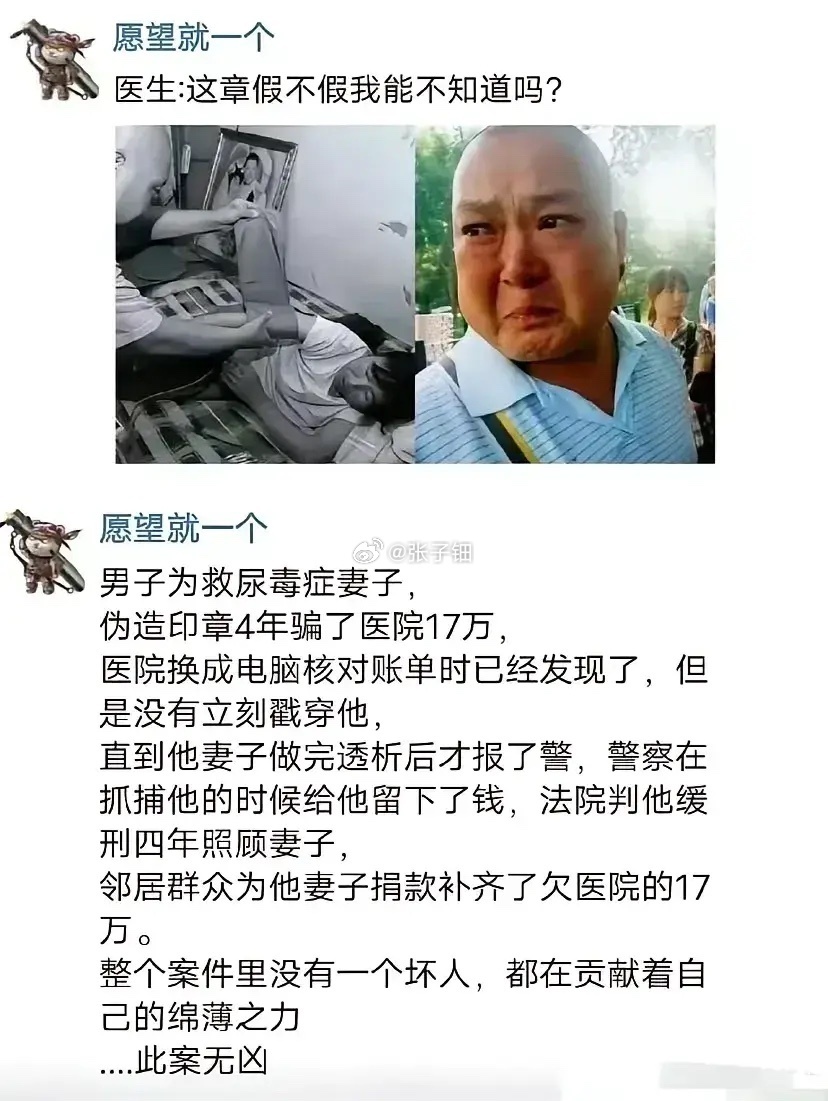 愿望就一个
医生:这章假不假我能不知道吗?
愿望就一个
@张子钿
男子为救尿毒症妻子,
伪造印章4年骗了医院17万,
医院换成电脑核对账单时已经发现了，但
是没有立刻戳穿他,
直到他妻子做完透析后才报了警，警察在
抓捕他的时候给他留下了钱，法院判他缓
刑四年照顾妻子,
邻居群众为他妻子捐款补齐了欠医院的17
万。
整个案件里没有一个坏人，都在贡献着自
己的绵薄之力
....此案无凶